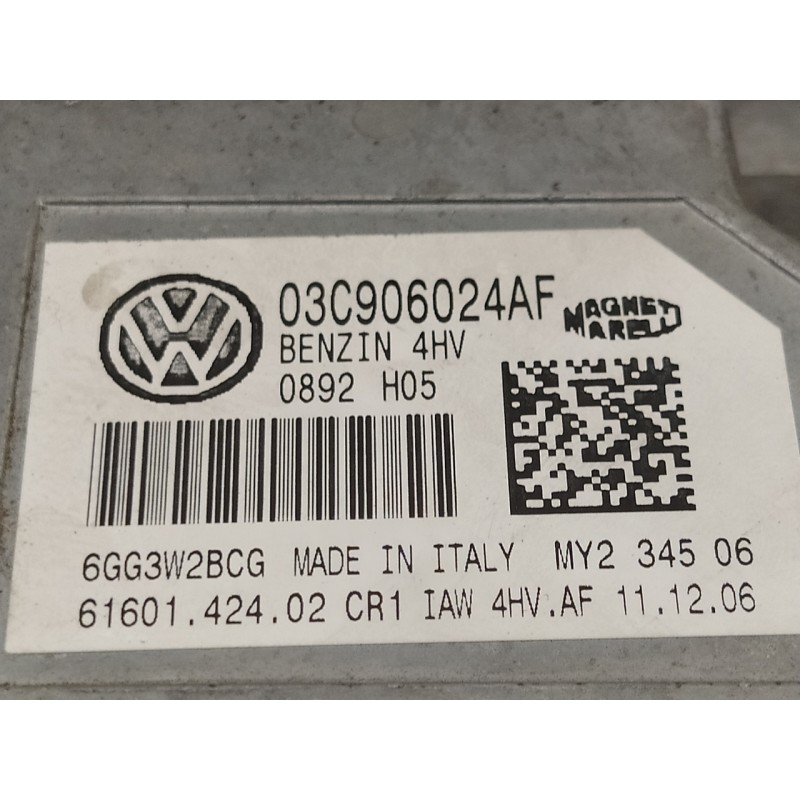 03C906024AF
MAGNETI
MARELLI
BENZIN 4HV
0892 H05
6GG3W2BCG MADE IN ITALY MY2 345 06
61601.424.02 CR1 IAW 4HV.AF 11.12.06